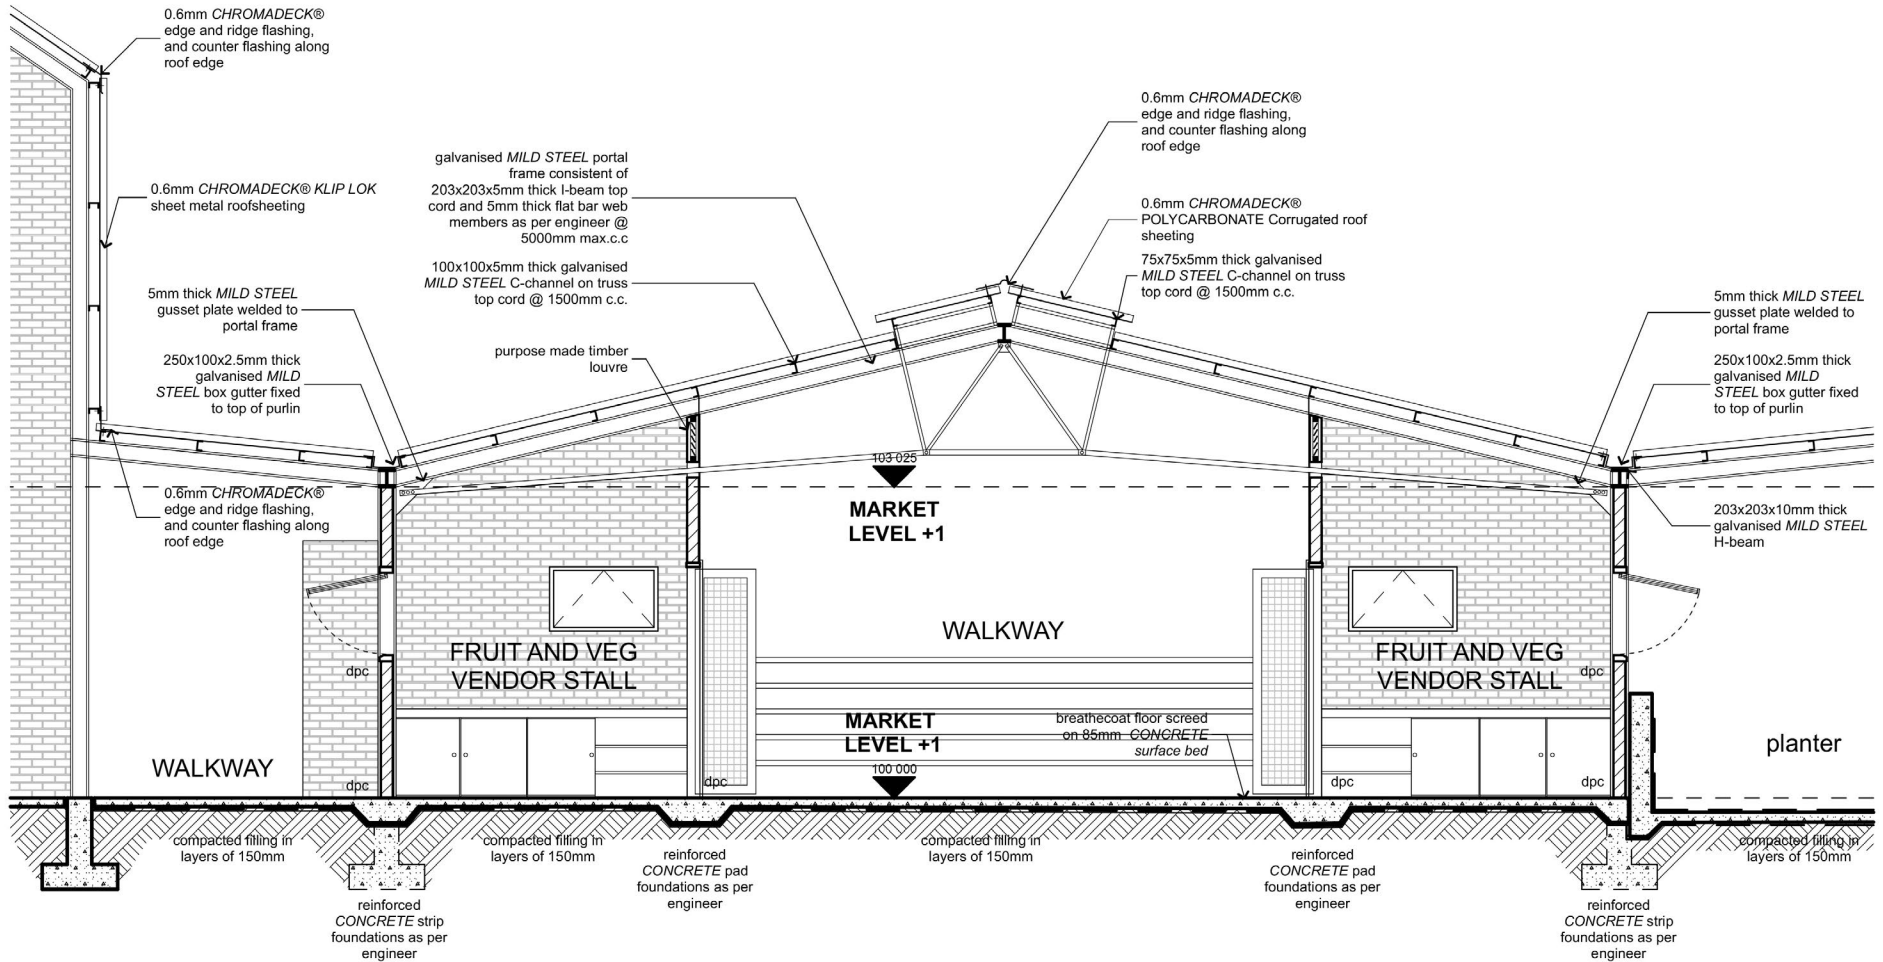 0.6mm CHROMADECK®
edge and ridge flashing,
and counter flashing along
roof edge
0.6mm CHROMADECK® KLIP LOK
sheet metal roofsheeting
galvanised MILD STEEL portal
frame consistent of
203x203x5mm thick I-beam top
cord and 5mm thick flat bar web
members as per engineer @
5000mm max.c.c
100x100x5mm thick galvanised
MILD STEEL C-channel on truss
top cord @ 1500mm c.c.
0.6mm CHROMADECK®
edge and ridge flashing,
and counter flashing along
roof edge
0.6mm CHROMADECK®
POLYCARBONATE Corrugated roof
sheeting
75x75x5mm thick galvanised
MILD STEEL C-channel on truss
top cord @ 1500mm c.c.
5mm thick MILD STEEL
gusset plate welded to
portal frame
250x100x2.5mm thick
galvanised MILD
STEEL box gutter fixed
to top of purlin
purpose made timber
louvre
5mm thick MILD STEEL
gusset plate welded to
portal frame
250x100x2.5mm thick
galvanised MILD
STEEL box gutter fixed
to top of purlin
0.6mm CHROMADECK®
edge and ridge flashing,
and counter flashing along
roof edge
103 025
MARKET
LEVEL +1
203x203x10mm thick
galvanised MILD STEEL
H-beam
WALKWAY
FRUIT AND VEG
VENDOR STALL
FRUIT AND VEG
VENDOR STALL
dpc
dpc
MARKET
LEVEL +1
100 000
breathecoat floor screed
on 85mm CONCRETE
surface bed
WALKWAY
planter
dpc
dpc
dpc
dpc
compacted filling in
layers of 150mm
compacted filling in
layers of 150mm
compacted filling in
layers of 150mm
compacted filling in
layers of 150mm
reinforced
CONCRETE pad
foundations as per
engineer
reinforced
CONCRETE pad
foundations as per
engineer
reinforced
CONCRETE strip
foundations as per
engineer
reinforced
CONCRETE strip
foundations as per
engineer